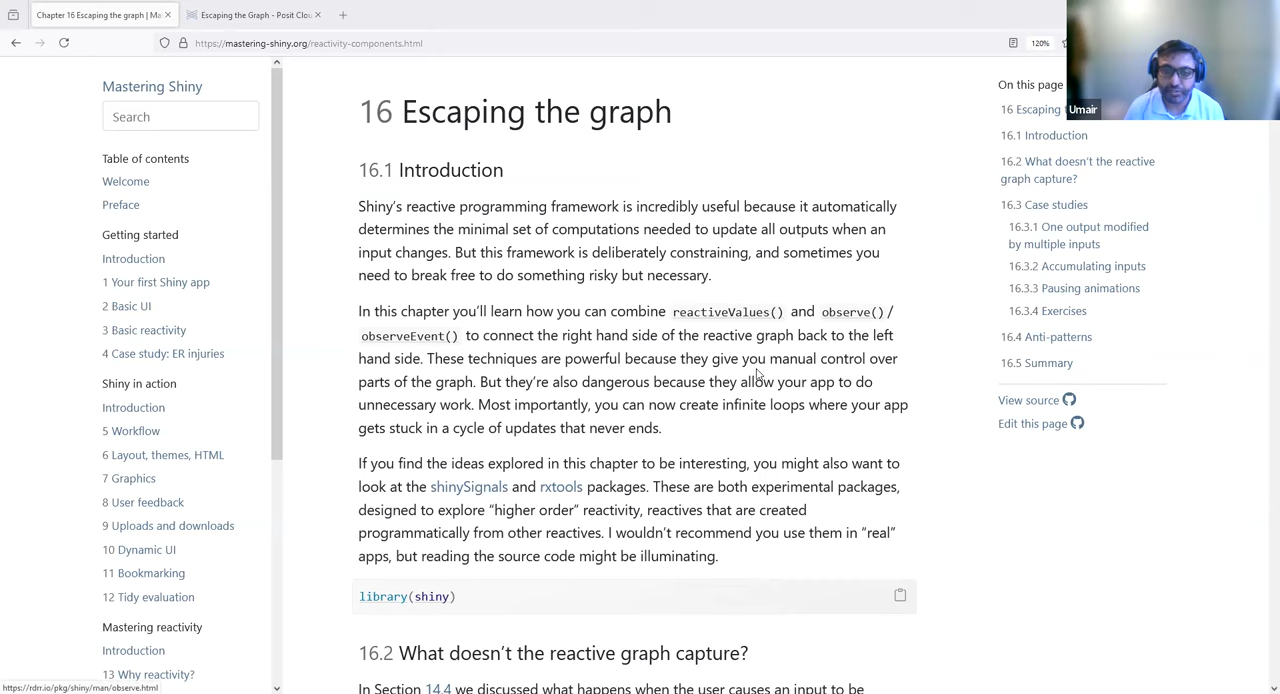 Chapter 16 Escaping the graph | Ma
Escaping the Graph - Posit Clou
https://mastering-shiny.org/reactivity-components.html
120%
Umair
Mastering Shiny
Search
Table of contents
Welcome
Preface
Getting started
Introduction
1 Your first Shiny app
2 Basic UI
3 Basic reactivity
4 Case study: ER injuries
Shiny in action
Introduction
5 Workflow
6 Layout, themes, HTML
7 Graphics
8 User feedback
9 Uploads and downloads
10 Dynamic UI
11 Bookmarking
12 Tidy evaluation
Mastering reactivity
Introduction
13 Why reactivity?
https://rdrr.io/pkg/shiny/man/observe.html
16 Escaping the graph
16.1 Introduction
Shiny's reactive programming framework is incredibly useful because it automatically
determines the minimal set of computations needed to update all outputs when an
input changes. But this framework is deliberately constraining, and sometimes you
need to break free to do something risky but necessary.
In this chapter you'll learn how you can combine reactiveValues() and observe()/
observeEvent() to connect the right hand side of the reactive graph back to the left
hand side. These techniques are powerful because they give you manual control over
parts of the graph. But they're also dangerous because they allow your app to do
unnecessary work. Most importantly, you can now create infinite loops where your app
gets stuck in a cycle of updates that never ends.
If you find the ideas explored in this chapter to be interesting, you might also want to
look at the shinySignals and rxtools packages. These are both experimental packages,
designed to explore “higher order” reactivity, reactives that are created
programmatically from other reactives. I wouldn't recommend you use them in “real”
apps, but reading the source code might be illuminating.
library(shiny)
16.2 What doesn't the reactive graph capture?
In Section 14.4 we discussed what happens when the user causes an input to be
On this page
16 Escaping
16.1 Introduction
16.2 What doesn't the reactive
graph capture?
16.3 Case studies
16.3.1 One output modified
by multiple inputs
16.3.2 Accumulating inputs
16.3.3 Pausing animations
16.3.4 Exercises
16.4 Anti-patterns
16.5 Summary
View source
Edit this page